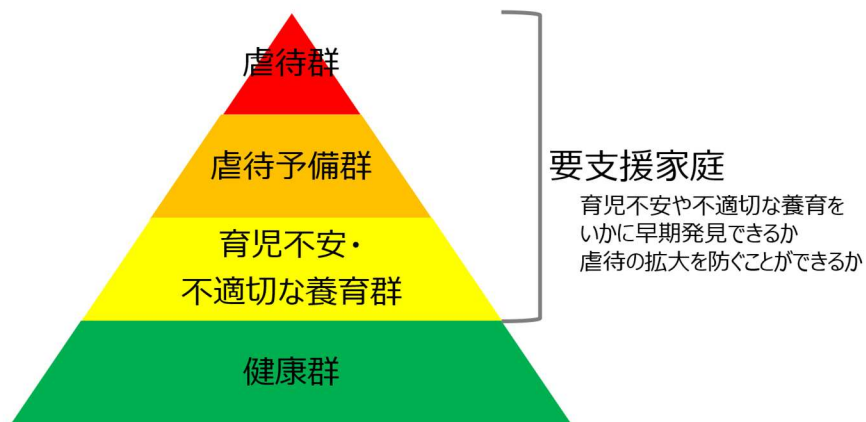 虐待群
虐待予備群
育児不安・
不適切な養育群
健康群
要支援家庭
育児不安や不適切な養育を
いかに早期発見できるか
虐待の拡大を防ぐことができるか